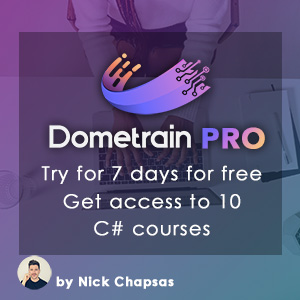 Dometrain PRO
Try for 7 days for free
Get access to 10
C# courses
by Nick Chapsas